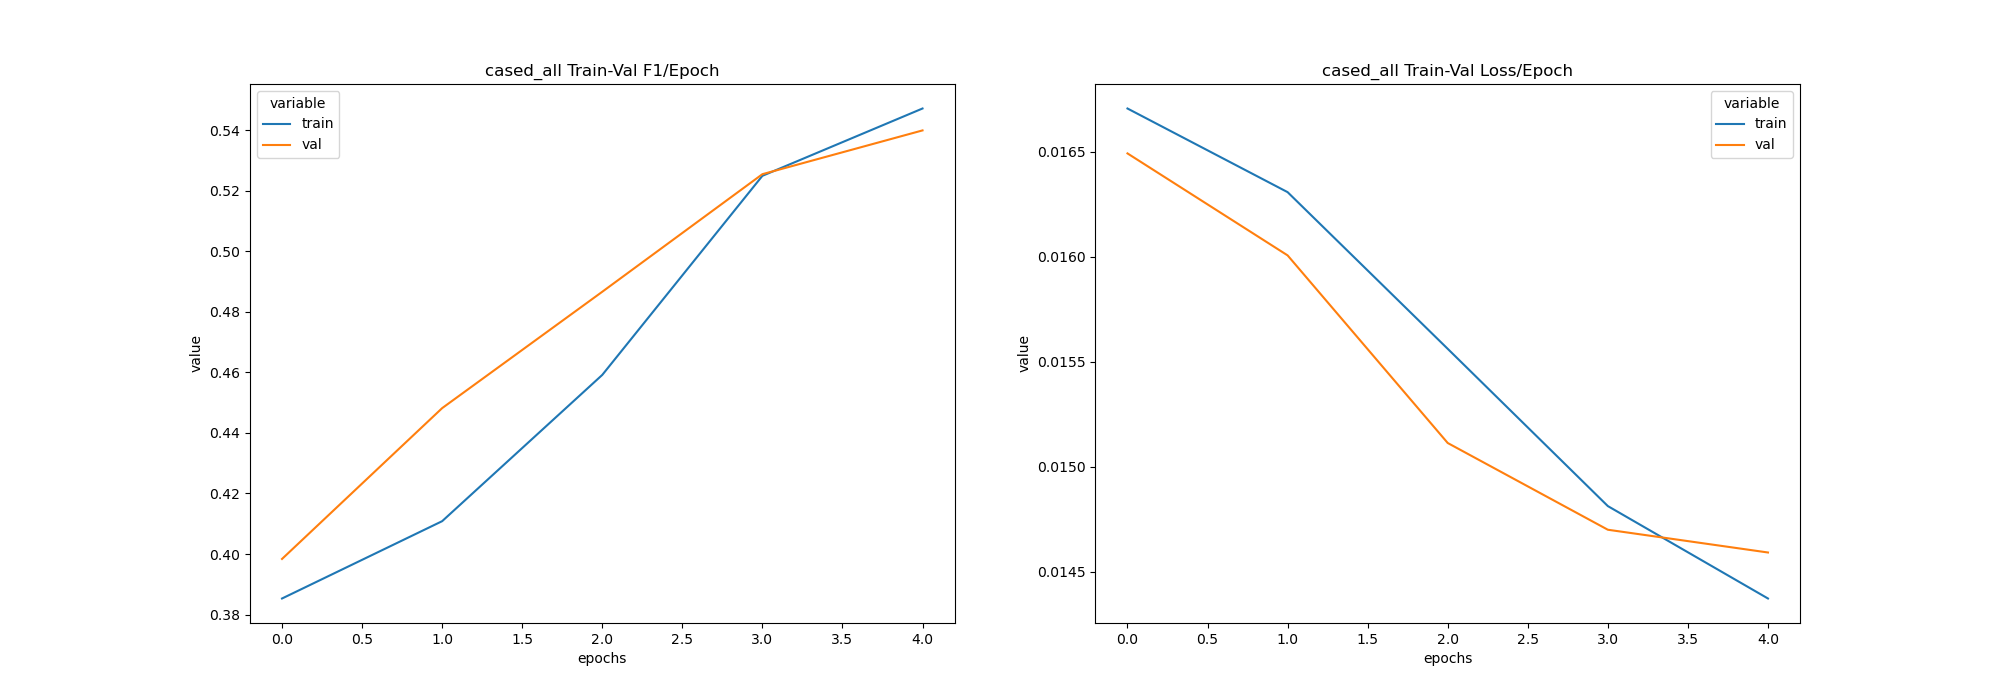 cased_all Train-Val F1/Epoch
variable
train
val
0.54
0.52
0.50
0.48
0.46
0.44
0.42
0.40
0.38
value
0.0 0.5 1.0 1.5 2.0 2.5 3.0 3.5 4.0
epochs
cased_all Train-Val Loss/Epoch
variable
train
val
0.0165
0.0160
0.0155
0.0150
0.0145
value
0.0 0.5 1.0 1.5 2.0 2.5 3.0 3.5 4.0
epochs